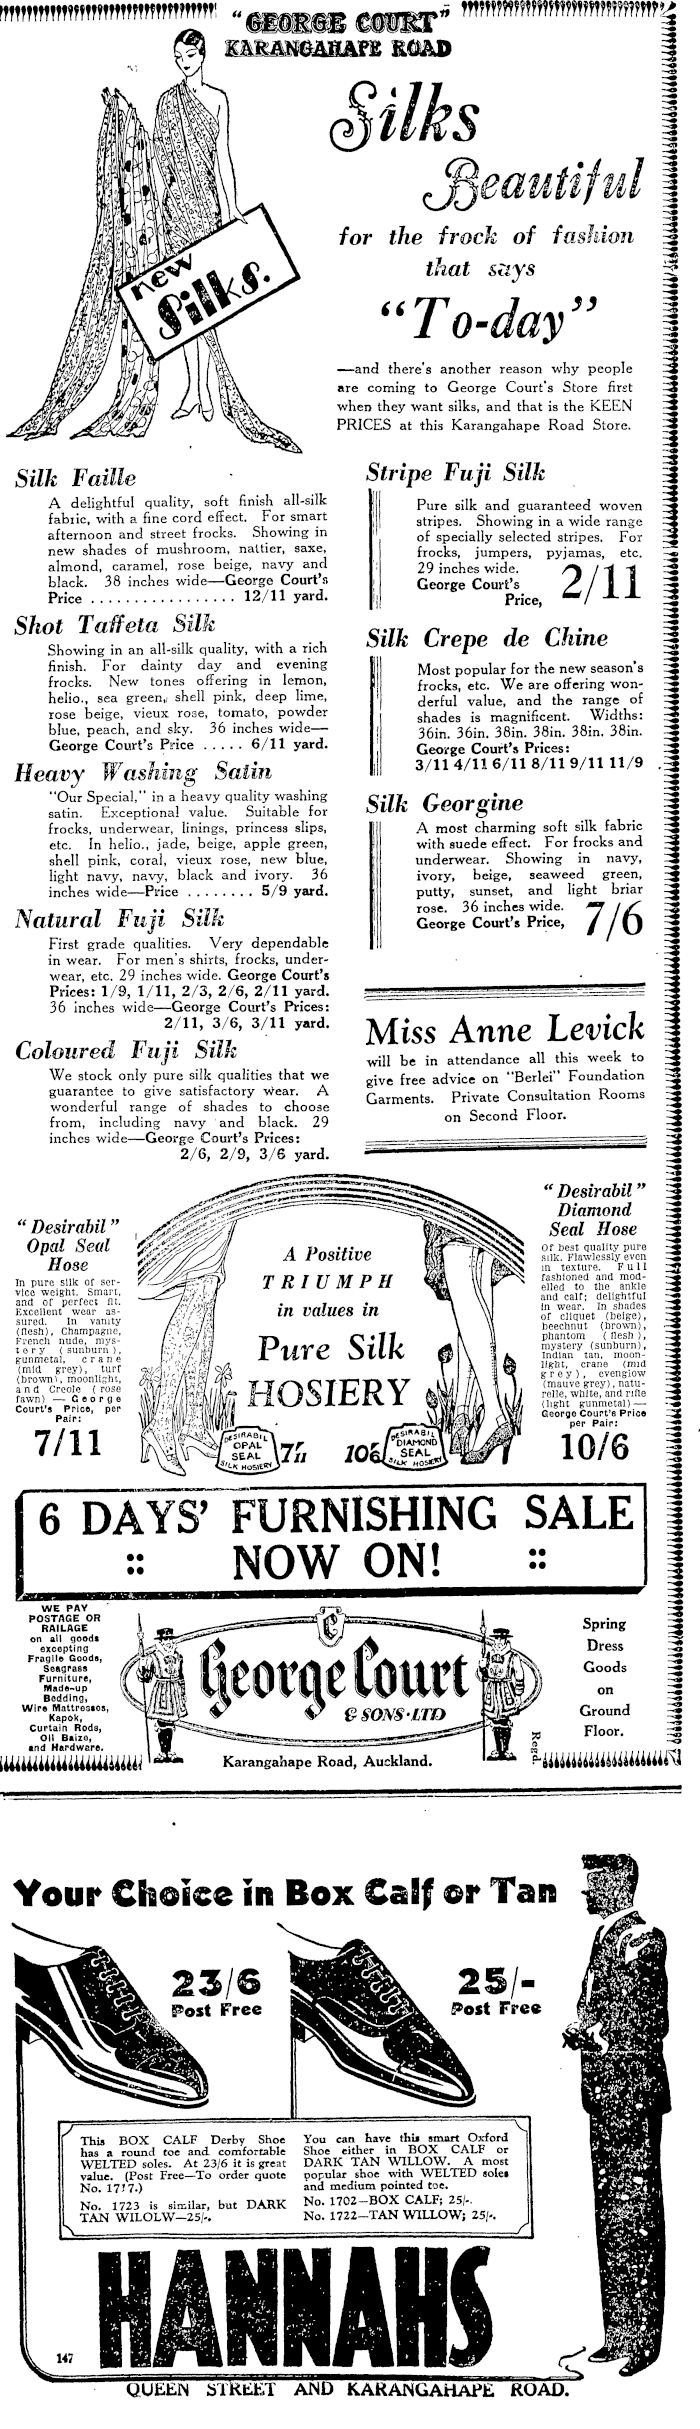 "GEORGE COURT"
KARANGAHAPE ROAD
Silks
Beautiful
for the frock of fashion
that says
"To-day"
new
Silks.
—and there's another reason why people
are coming to George Court's Store first
when they want silks, and that is the KEEN
PRICES at this Karangahape Road Store.
Silk Faille
A delightful quality, soft finish all-silk
fabric, with a fine cord effect. For smart
afternoon and street frocks. Showing in
new shades of mushroom, nattier, saxe,
almond, caramel, rose beige, navy and
black. 38 inches wide—George Court's
Price ................. 12/11 yard.
Shot Taffeta Silk
Showing in an all-silk quality, with a rich
finish. For dainty day and evening
frocks. New tones offering in lemon,
helio., sea green, shell pink, deep lime,
rose beige, vieux rose, tomato, powder
blue, peach, and sky. 36 inches wide—
George Court's Price ..... 6/11 yard.
Heavy Washing Satin
"Our Special," in a heavy quality washing
satin. Exceptional value. Suitable for
frocks, underwear, linings, princess slips,
etc. In helio., jade, beige, apple green,
shell pink, coral, vieux rose, new blue,
light navy, navy, black and ivory. 36
inches wide—Price ........ 5/9 yard.
Natural Fuji Silk
First grade qualities. Very dependable
in wear. For men's shirts, frocks, under-
wear, etc. 29 inches wide. George Court's
Prices: 1/9, 1/11, 2/3, 2/6, 2/11 yard.
36 inches wide—George Court's Prices:
2/11, 3/6, 3/11 yard.
Coloured Fuji Silk
We stock only pure silk qualities that we
guarantee to give satisfactory wear. A
wonderful range of shades to choose
from, including navy and black. 29
inches wide—George Court's Prices:
2/6, 2/9, 3/6 yard.
Stripe Fuji Silk
Pure silk and guaranteed woven
stripes. Showing in a wide range
of specially selected stripes. For
frocks, jumpers, pyjamas, etc.
29 inches wide.
George Court's
Price, 2/11
Silk Crepe de Chine
Most popular for the new season's
frocks, etc. We are offering won-
derful value, and the range of
shades is magnificent. Widths:
36in. 36in. 38in. 38in. 38in. 38in.
George Court's Prices:
3/11 4/11 6/11 8/11 9/11 11/9
Silk Georgine
A most charming soft silk fabric
with suede effect. For frocks and
underwear. Showing in navy,
ivory, beige, seaweed green,
putty, sunset, and light briar
rose. 36 inches wide.
George Court's Price, 7/6
Miss Anne Levick
will be in attendance all this week to
give free advice on "Berlei" Foundation
Garments. Private Consultation Rooms
on Second Floor.
"Desirabil"
Opal Seal
Hose
In pure silk of ser-
vice weight. Smart,
and of perfect fit.
Excellent wear as-
sured. In vanity
(flesh), Champagne,
French nude, mys-
tery (sunburn),
gunmetal, crane
(mid grey), turf
(brown), moonlight,
and Creole (rose
fawn) — George
Court's Price, per
Pair:
7/11
A Positive
TRIUMPH
in values in
Pure Silk
HOSIERY
DESIRABIL
OPAL
SEAL
SILK HOSIERY
7/11
10/6
DESIRABIL
DIAMOND
SEAL
SILK HOSIERY
"Desirabil"
Diamond
Seal Hose
Of best quality pure
silk. Flawlessly even
in texture. Full
fashioned and mod-
elled to the ankle
and calf; delightful
in wear. In shades
of cliquet (beige),
beechnut (brown),
phantom (flesh),
mystery (sunburn),
Indian tan, moon-
light, crane (mid
grey), evenglow
(mauve grey), natu-
relle, white, and rifle
(light gunmetal)—
George Court's Price
per Pair:
10/6
6 DAYS' FURNISHING SALE
NOW ON!
WE PAY
POSTAGE OR
RAILAGE
on all goods
excepting
Fragile Goods,
Seagrass
Furniture,
Made-up
Bedding,
Wire Mattresses,
Kapok,
Curtain Rods,
Oil Baize,
and Hardware.
George Court
& SONS·LTD
Karangahape Road, Auckland.
Regd.
Spring
Dress
Goods
on
Ground
Floor.
Your Choice in Box Calf or Tan
23/6
Post Free
25/-
Post Free
This BOX CALF Derby Shoe
has a round toe and comfortable
WELTED soles. At 23/6 it is great
value. (Post Free—To order quote
No. 1717.)
No. 1723 is similar, but DARK
TAN WILOLW—25/-.
You can have this smart Oxford
Shoe either in BOX CALF or
DARK TAN WILLOW. A most
popular shoe with WELTED soles
and medium pointed toe.
No. 1702—BOX CALF; 25/-.
No. 1722—TAN WILLOW; 25/-.
HANNAHS
147
QUEEN STREET AND KARANGAHAPE ROAD.